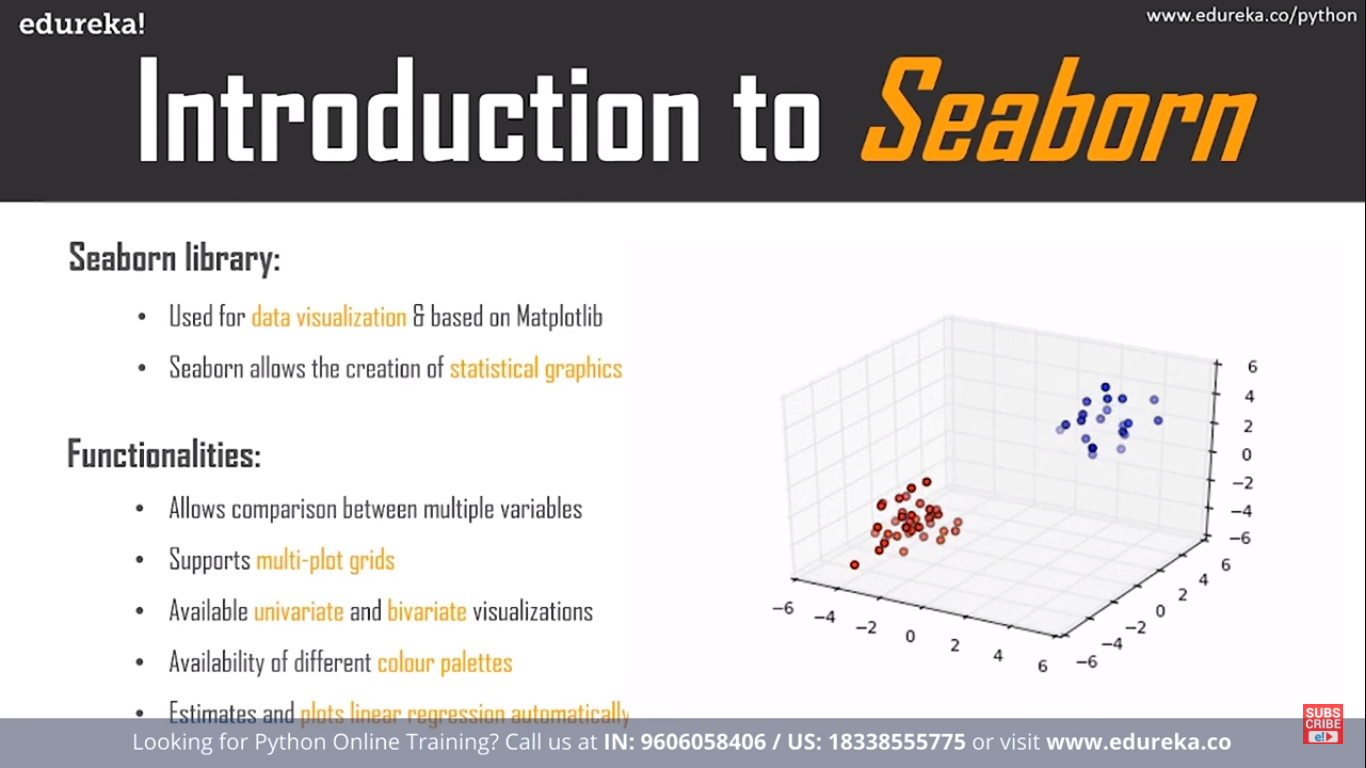 edureka!
www.edureka.co/python
Introduction to Seaborn
Seaborn library:
• Used for data visualization & based on Matplotlib
• Seaborn allows the creation of statistical graphics
Functionalities:
• Allows comparison between multiple variables
• Supports multi-plot grids
• Available univariate and bivariate visualizations
• Availability of different colour palettes
• Estimates and plots linear regression automatically
6
4
2
0
−2
−4
−6
6
4
2
0
−2
−4
−6
−6
−4
−2
0
2
4
6
SUBS
CRIBE
e!
Looking for Python Online Training? Call us at IN: 9606058406 / US: 18338555775 or visit www.edureka.co